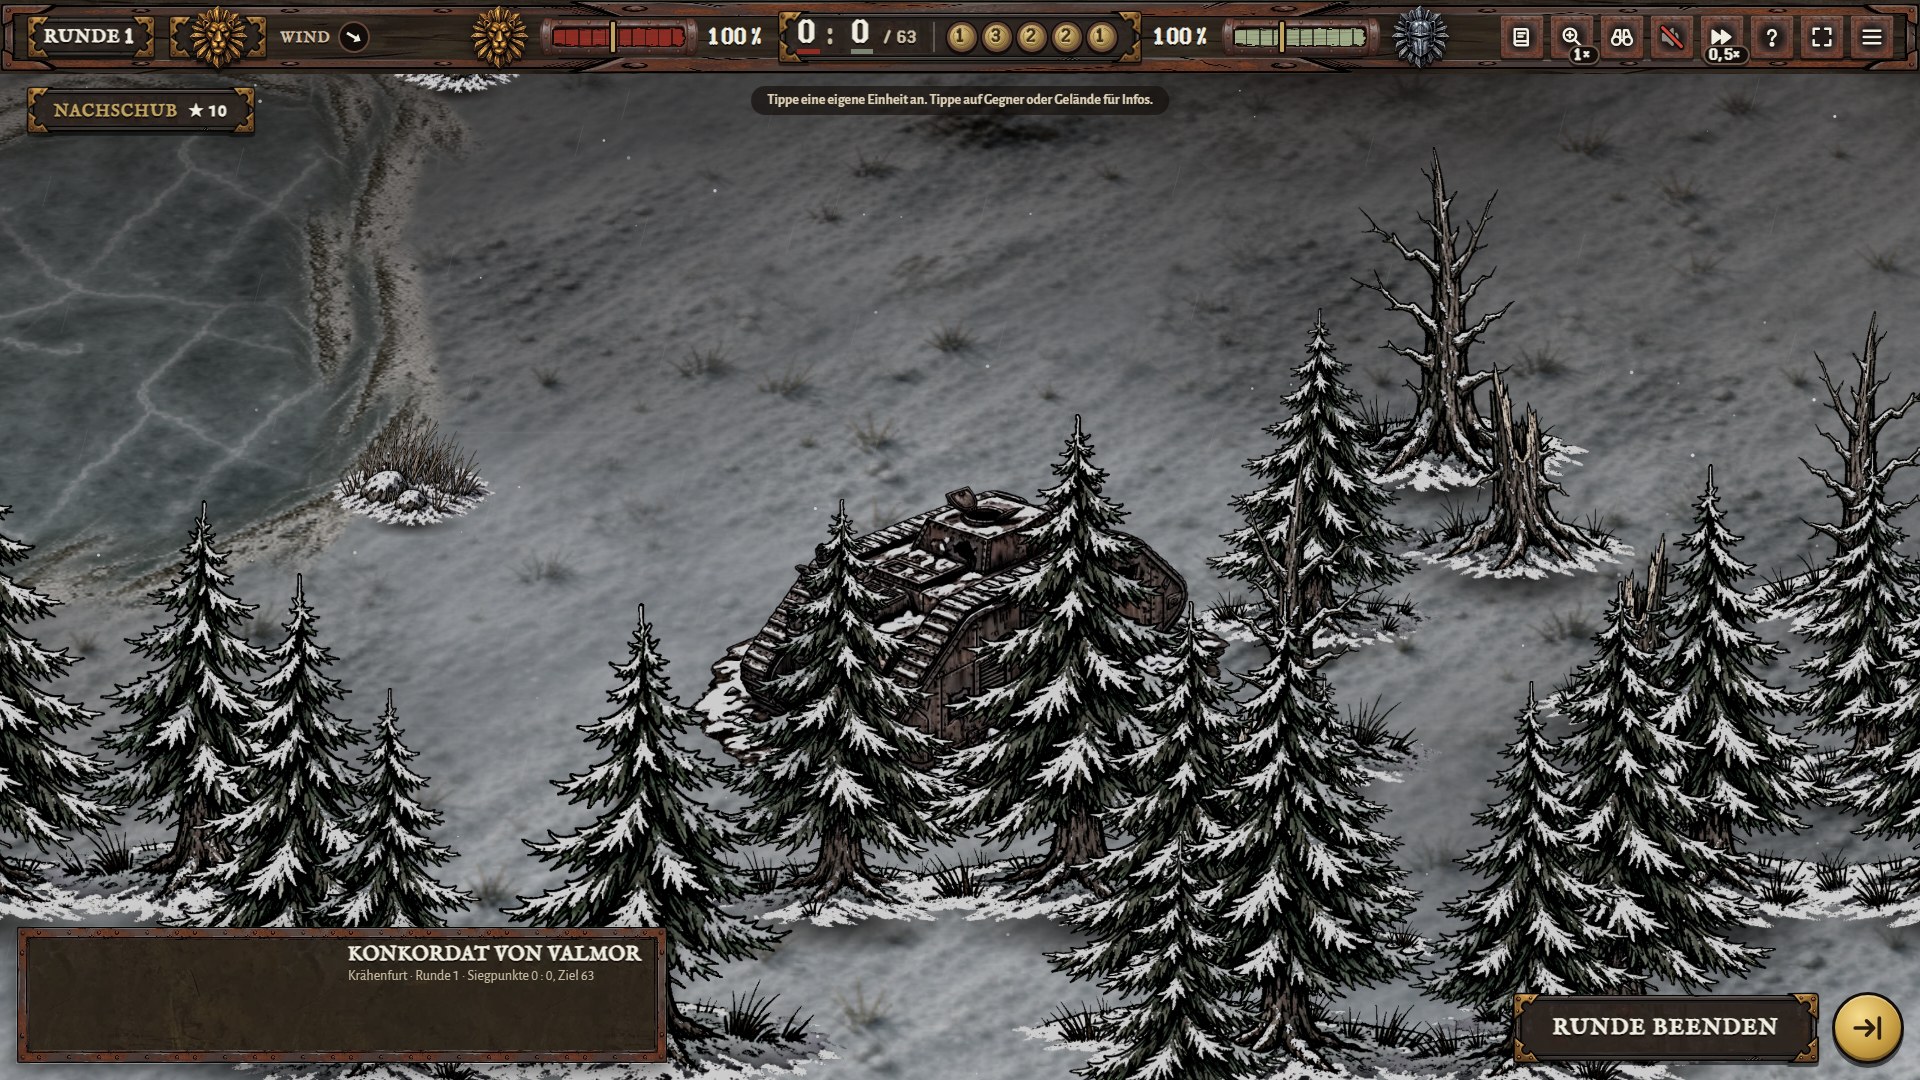 RUNDE 1
WIND
100 %
0 : 0 / 63
1 3 2 2 1
100 %
1×
0,5×
?
NACHSCHUB ★ 10
Tippe eine eigene Einheit an. Tippe auf Gegner oder Gelände für Infos.
KONKORDAT VON VALMOR
Krähenfurt · Runde 1 · Siegpunkte 0 : 0, Ziel 63
RUNDE BEENDEN